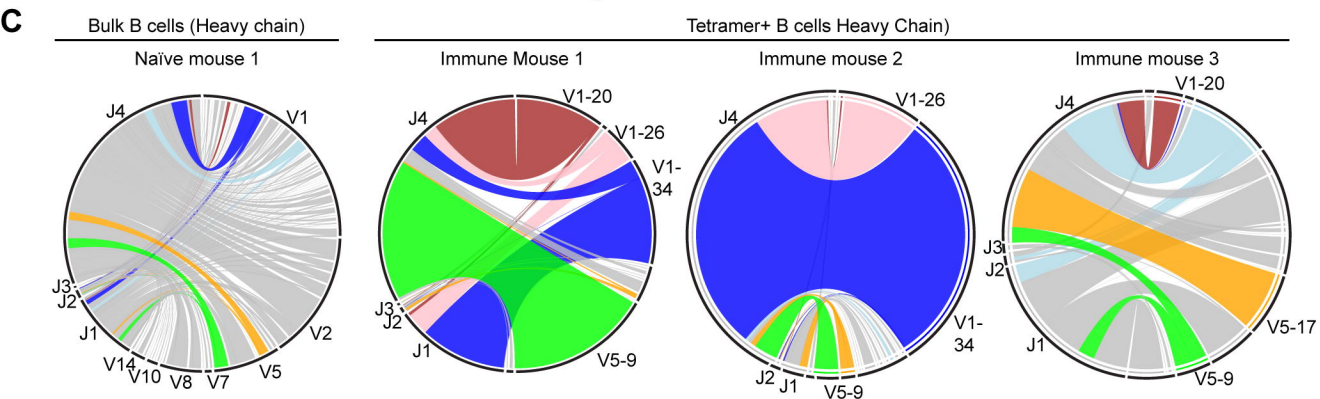 C
Bulk B cells (Heavy chain)
Tetramer+ B cells Heavy Chain)
Naïve mouse 1
Immune Mouse 1
Immune mouse 2
Immune mouse 3
J4
V1
V2
V5
V7
V8
V10
V14
J1
J2
J3
J4
V1-20
V1-26
V1-
34
V5-9
J1
J2
J3
J4
V1-26
V1-
34
V5-9
J1
J2
J4
V1-20
V5-17
V5-9
J1
J2
J3